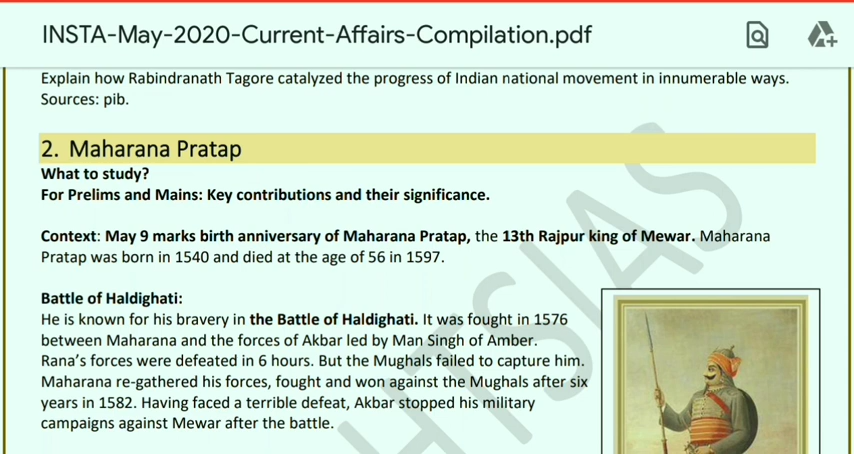 INSTA-May-2020-Current-Affairs-Compilation.pdf
Explain how Rabindranath Tagore catalyzed the progress of Indian national movement in innumerable ways.
Sources: pib.
2. Maharana Pratap
What to study?
For Prelims and Mains: Key contributions and their significance.
Context: May 9 marks birth anniversary of Maharana Pratap, the 13th Rajpur king of Mewar. Maharana
Pratap was born in 1540 and died at the age of 56 in 1597.
Battle of Haldighati:
He is known for his bravery in the Battle of Haldighati. It was fought in 1576
between Maharana and the forces of Akbar led by Man Singh of Amber.
Rana’s forces were defeated in 6 hours. But the Mughals failed to capture him.
Maharana re-gathered his forces, fought and won against the Mughals after six
years in 1582. Having faced a terrible defeat, Akbar stopped his military
campaigns against Mewar after the battle.
HTSIAS